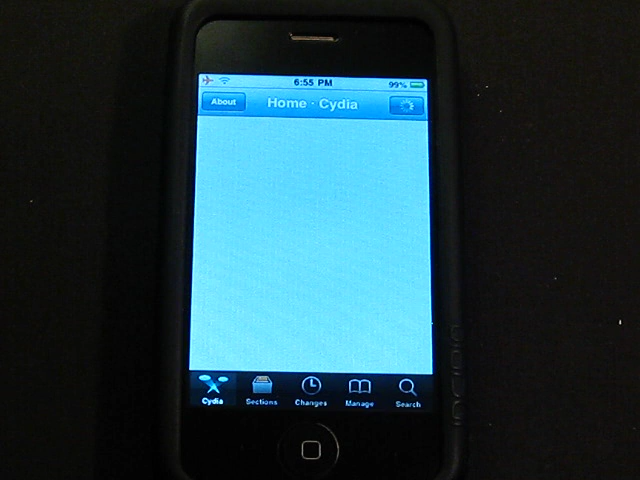 6:55 PM 99%
About Home · Cydia
Cydia Sections Changes Manage Search